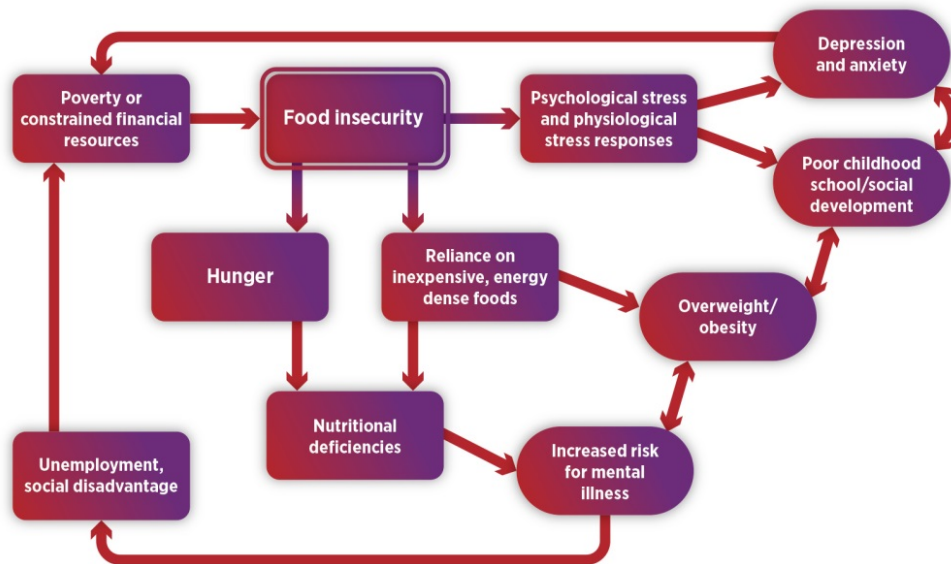 Depression
and anxiety
Poverty or
constrained financial
resources
Food insecurity
Psychological stress
and physiological
stress responses
Poor childhood
school/social
development
Hunger
Reliance on
inexpensive, energy
dense foods
Overweight/
obesity
Nutritional
deficiencies
Increased risk
for mental
illness
Unemployment,
social disadvantage